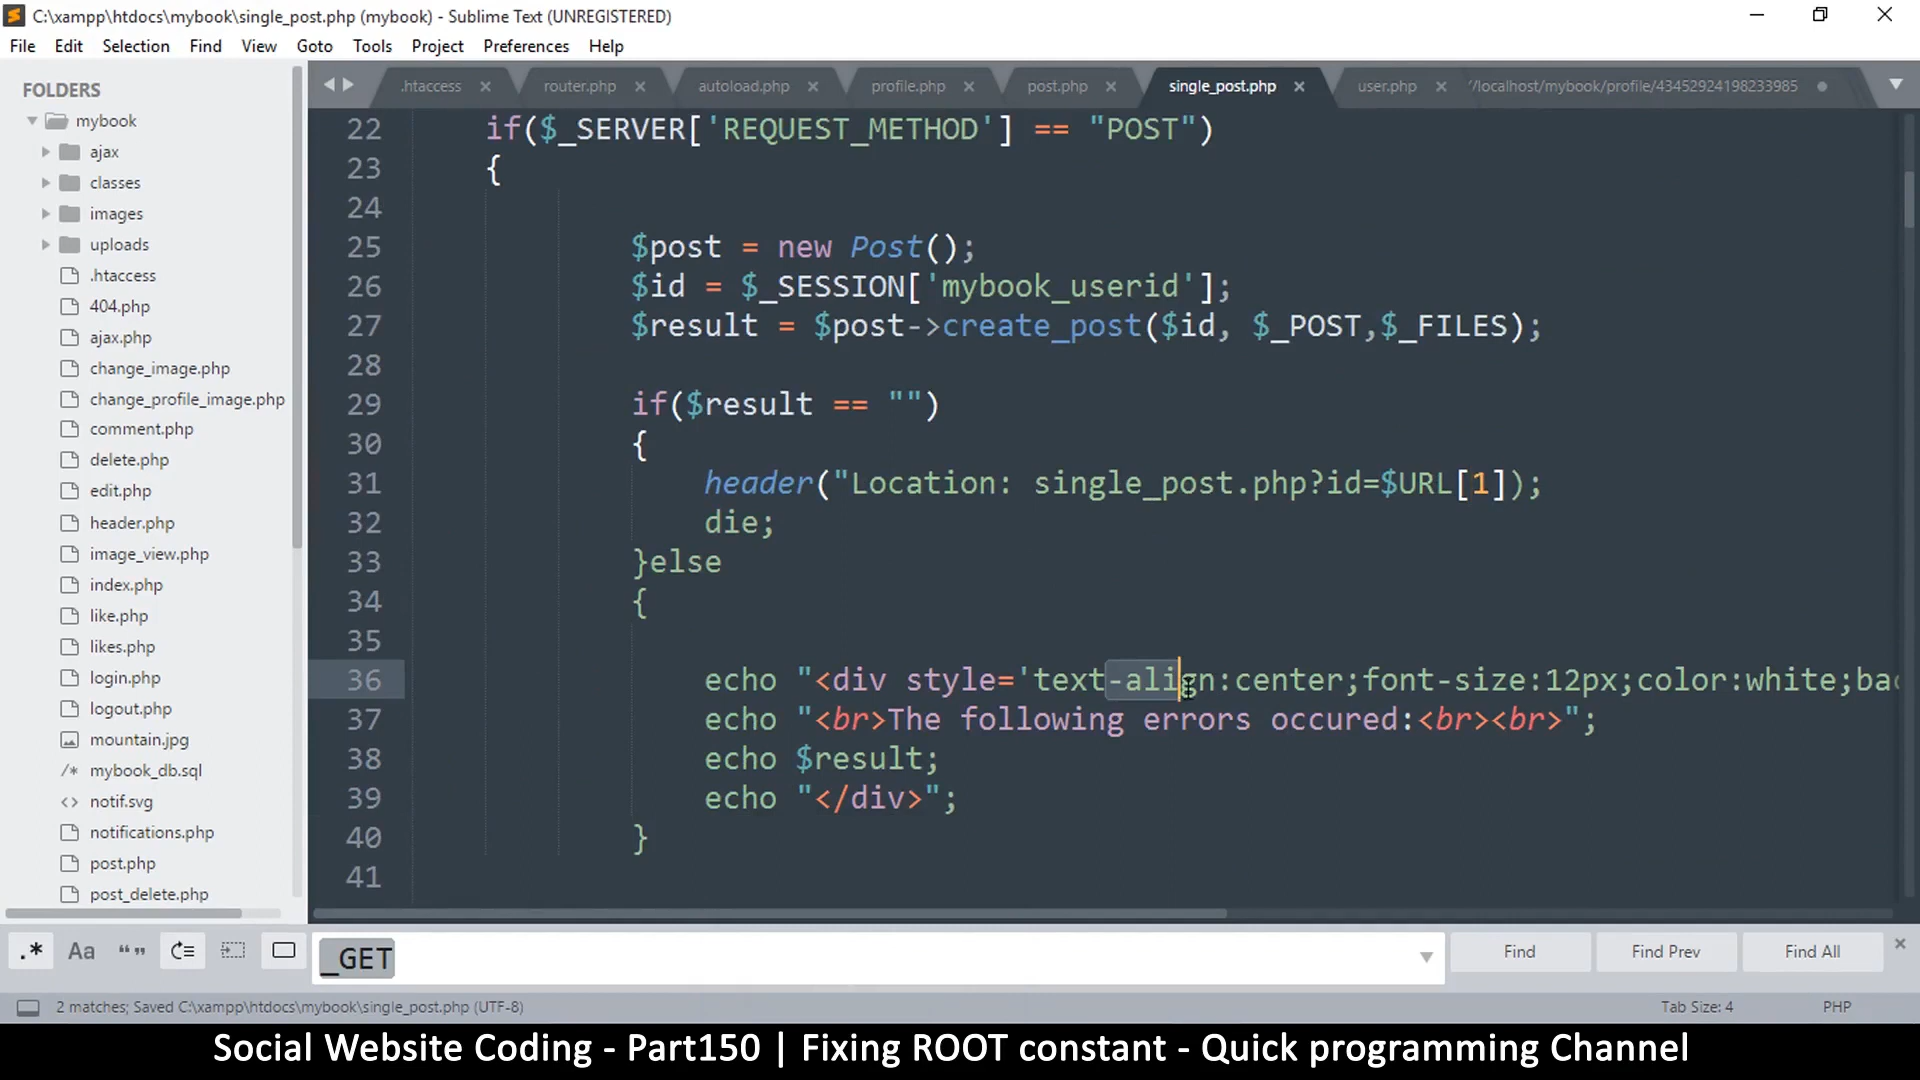 C:\xampp\htdocs\mybook\single_post.php (mybook) - Sublime Text (UNREGISTERED)
File Edit Selection Find View Goto Tools Project Preferences Help
FOLDERS
mybook
ajax
classes
images
uploads
.htaccess
404.php
ajax.php
change_image.php
change_profile_image.php
comment.php
delete.php
edit.php
header.php
image_view.php
index.php
like.php
likes.php
login.php
logout.php
mountain.jpg
/* mybook_db.sql
<> notif.svg
notifications.php
post.php
post_delete.php
.htaccess router.php autoload.php profile.php post.php single_post.php user.php '/localhost/mybook/profile/43452924198233985
22 if($_SERVER['REQUEST_METHOD'] == "POST")
23 {
24
25 $post = new Post();
26 $id = $_SESSION['mybook_userid'];
27 $result = $post->create_post($id, $_POST,$_FILES);
28
29 if($result == "")
30 {
31 header("Location: single_post.php?id=$URL[1]);
32 die;
33 }else
34 {
35
36 echo "<div style='text-align:center;font-size:12px;color:white;bac
37 echo "<br>The following errors occured:<br><br>";
38 echo $result;
39 echo "</div>";
40 }
41
.* Aa “ ” _GET Find Find Prev Find All
2 matches; Saved C:\xampp\htdocs\mybook\single_post.php (UTF-8) Tab Size: 4 PHP
Social Website Coding - Part150 | Fixing ROOT constant - Quick programming Channel